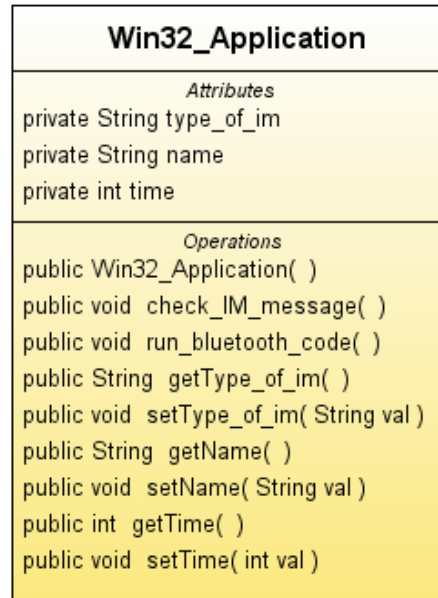 Win32_Application
Attributes
private String type_of_im
private String name
private int time
Operations
public Win32_Application( )
public void check_IM_message( )
public void run_bluetooth_code( )
public String getType_of_im( )
public void setType_of_im( String val )
public String getName( )
public void setName( String val )
public int getTime( )
public void setTime( int val )